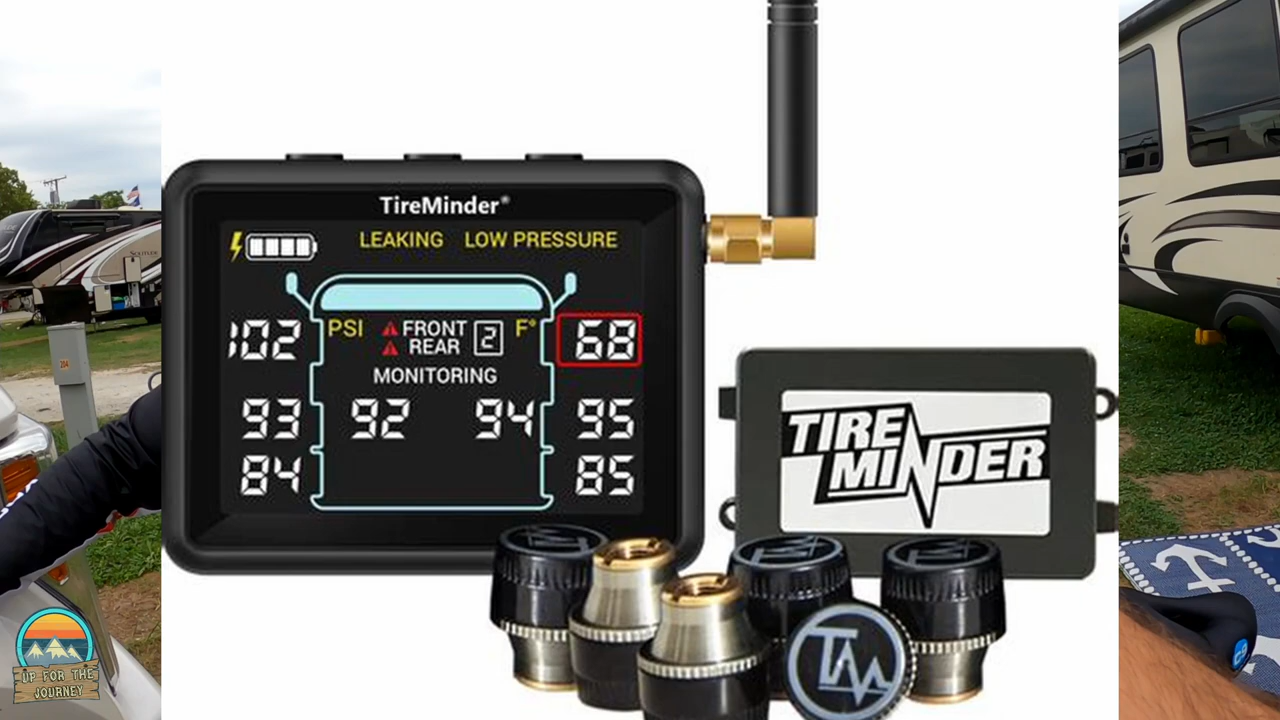 TireMinder®
LEAKING LOW PRESSURE
102 PSI FRONT 2 F° 68
REAR
MONITORING
93 92 94 95
84 85
TIRE
MINDER
TM
UP FOR THE
JOURNEY